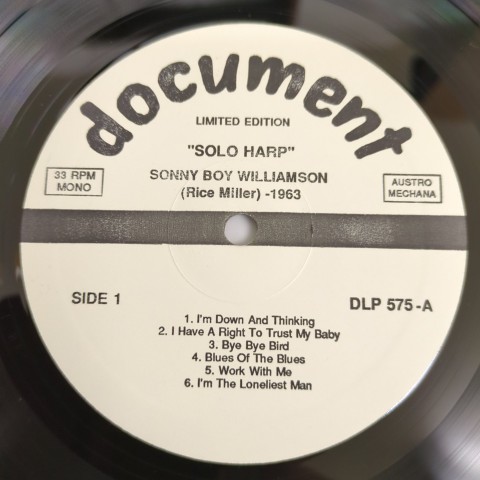 document
LIMITED EDITION
"SOLO HARP"
33 RPM
MONO
SONNY BOY WILLIAMSON
(Rice Miller) -1963
AUSTRO
MECHANA
SIDE 1
DLP 575-A
1. I'm Down And Thinking
2. I Have A Right To Trust My Baby
3. Bye Bye Bird
4. Blues Of The Blues
5. Work With Me
6. I'm The Loneliest Man